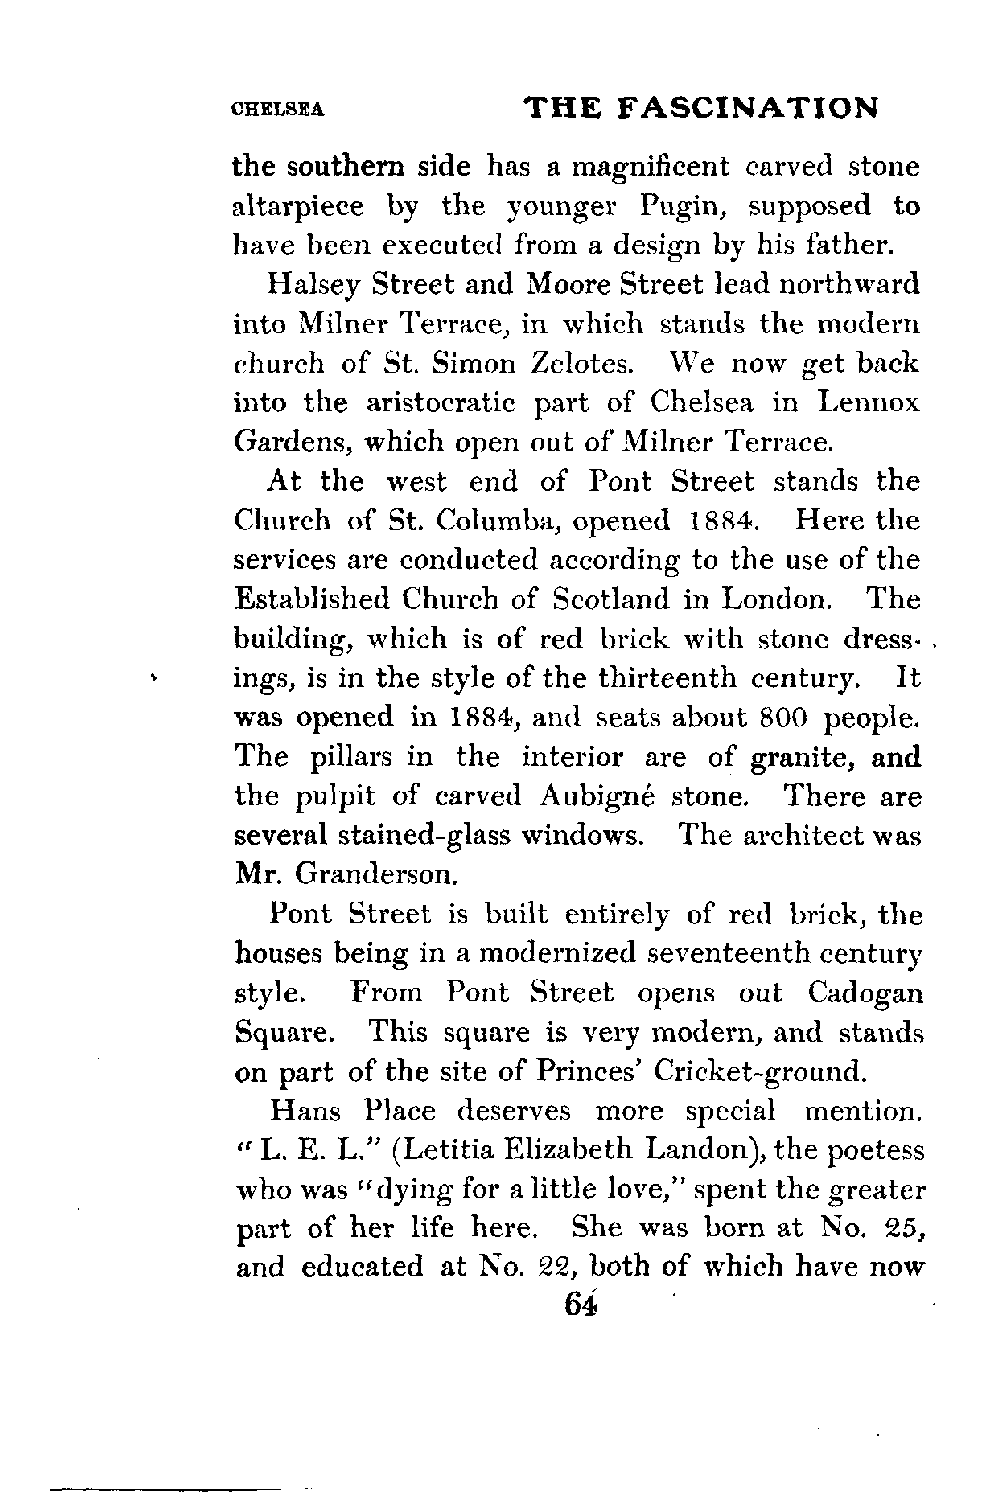 CHELSEA THE FASCINATION
the southern side has a magnificent carved stone
altarpiece by the younger Pugin, supposed to
have been executed from a design by his father.
Halsey Street and Moore Street lead northward
into Milner Terrace, in which stands the modern
church of St. Simon Zelotes. We now get back
into the aristocratic part of Chelsea in Lennox
Gardens, which open out of Milner Terrace.
At the west end of Pont Street stands the
Church of St. Columba, opened 1884. Here the
services are conducted according to the use of the
Established Church of Scotland in London. The
building, which is of red brick with stone dress-
ings, is in the style of the thirteenth century. It
was opened in 1884, and seats about 800 people.
The pillars in the interior are of granite, and
the pulpit of carved Aubigné stone. There are
several stained-glass windows. The architect was
Mr. Granderson.
Pont Street is built entirely of red brick, the
houses being in a modernized seventeenth century
style. From Pont Street opens out Cadogan
Square. This square is very modern, and stands
on part of the site of Princes' Cricket-ground.
Hans Place deserves more special mention.
"L. E. L." (Letitia Elizabeth Landon), the poetess
who was "dying for a little love," spent the greater
part of her life here. She was born at No. 25,
and educated at No. 22, both of which have now
64